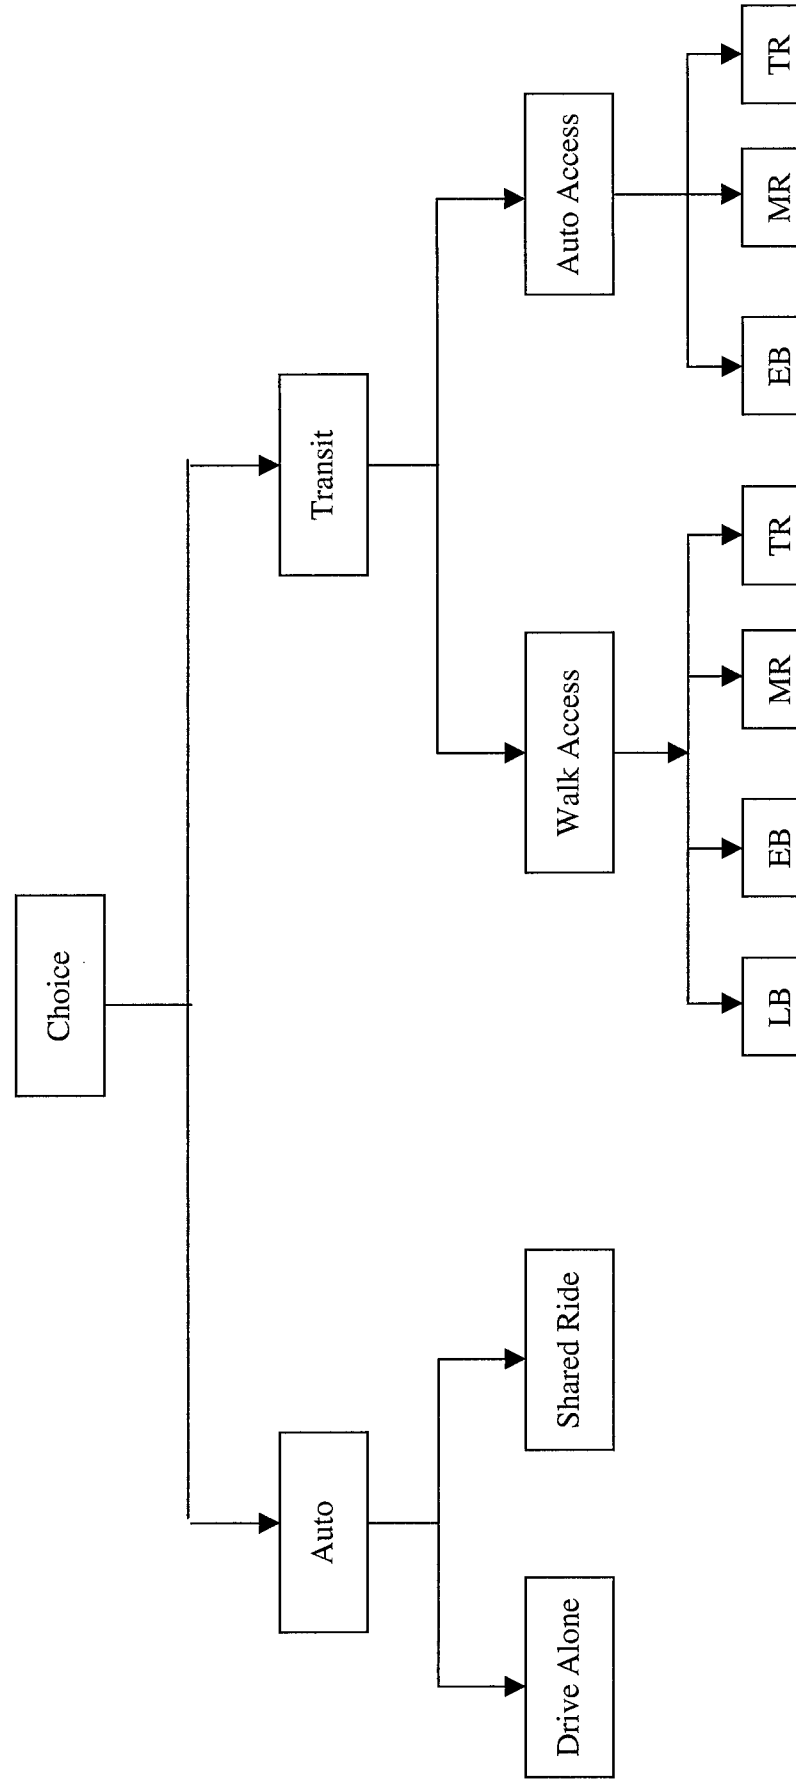 Choice
Auto
Transit
Drive Alone
Shared Ride
Walk Access
Auto Access
LB
EB
MR
TR
EB
MR
TR